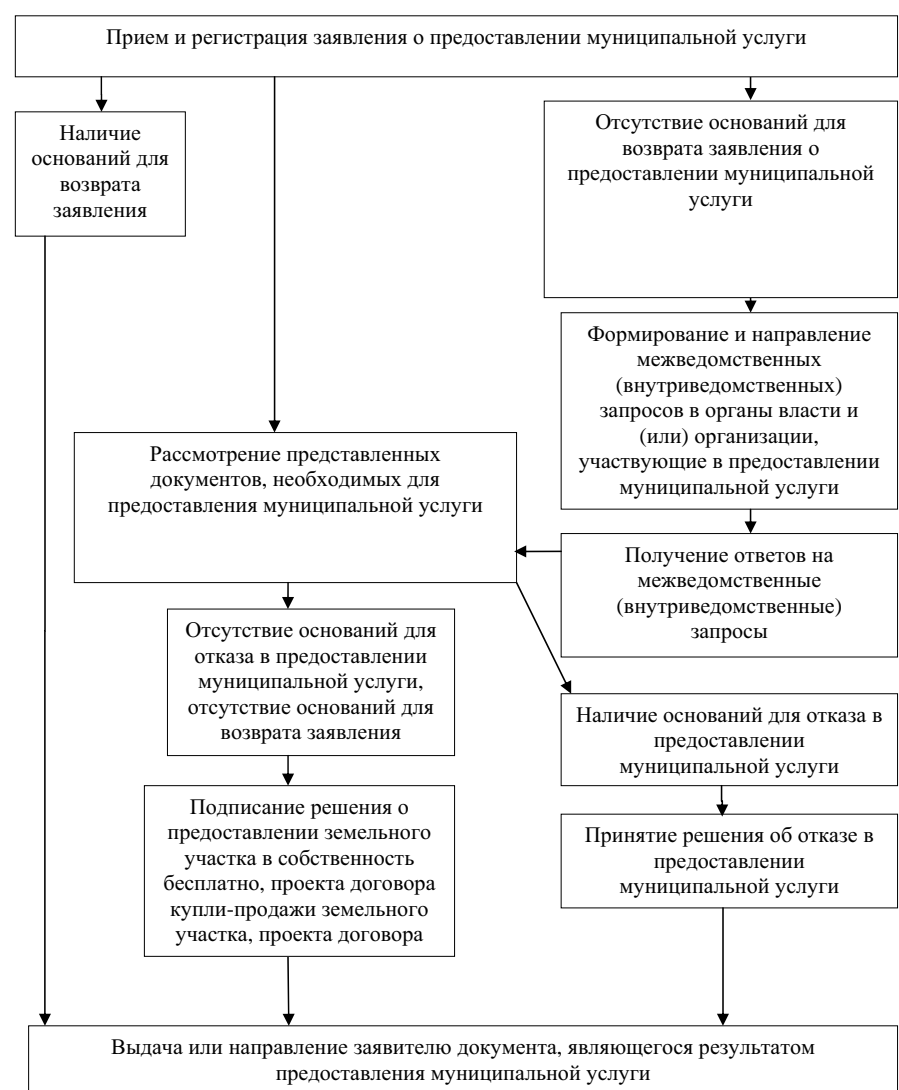 Прием и регистрация заявления о предоставлении муниципальной услуги
Наличие
оснований для
возврата
заявления
Отсутствие оснований для
возврата заявления о
предоставлении муниципальной
услуги
Формирование и направление
межведомственных
(внутриведомственных)
запросов в органы власти и
(или) организации,
участвующие в предоставлении
муниципальной услуги
Рассмотрение представленных
документов, необходимых для
предоставления муниципальной услуги
Получение ответов на
межведомственные
(внутриведомственные)
запросы
Отсутствие оснований для
отказа в предоставлении
муниципальной услуги,
отсутствие оснований для
возврата заявления
Наличие оснований для отказа в
предоставлении
муниципальной услуги
Подписание решения о
предоставлении земельного
участка в собственность
бесплатно, проекта договора
купли-продажи земельного
участка, проекта договора
Принятие решения об отказе в
предоставлении
муниципальной услуги
Выдача или направление заявителю документа, являющегося результатом
предоставления муниципальной услуги